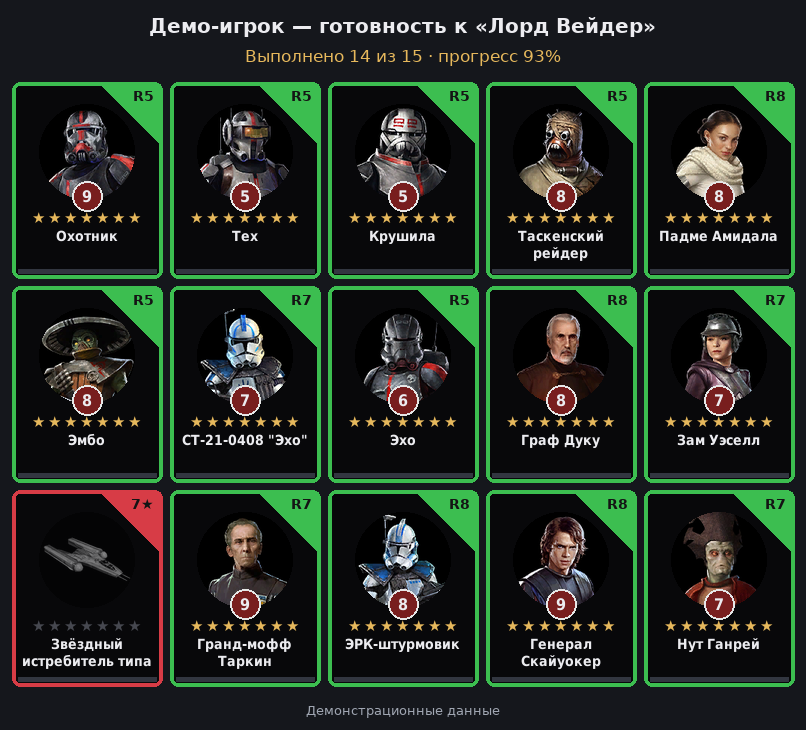 Демо-игрок — готовность к «Лорд Вейдер»
Выполнено 14 из 15 · прогресс 93%
R5 R5 R5 R5 R8
9 5 5 8 8
★★★★★★★ ★★★★★★★ ★★★★★★★ ★★★★★★★ ★★★★★★★
Охотник Тех Крушила Таскенский Падме Амидала
рейдер
R5 R7 R5 R8 R7
8 7 6 8 7
★★★★★★★ ★★★★★★★ ★★★★★★★ ★★★★★★★ ★★★★★★★
Эмбо CT-21-0408 "Эхо" Эхо Граф Дуку Зам Уэселл
7★ R7 R8 R8 R7
9 8 9 7
★★★★★★★ ★★★★★★★ ★★★★★★★ ★★★★★★★ ★★★★★★★
Звёздный Гранд-мофф ЭРК-штурмовик Генерал Нут Ганрей
истребитель типа Таркин Скайуокер
Демонстрационные данные